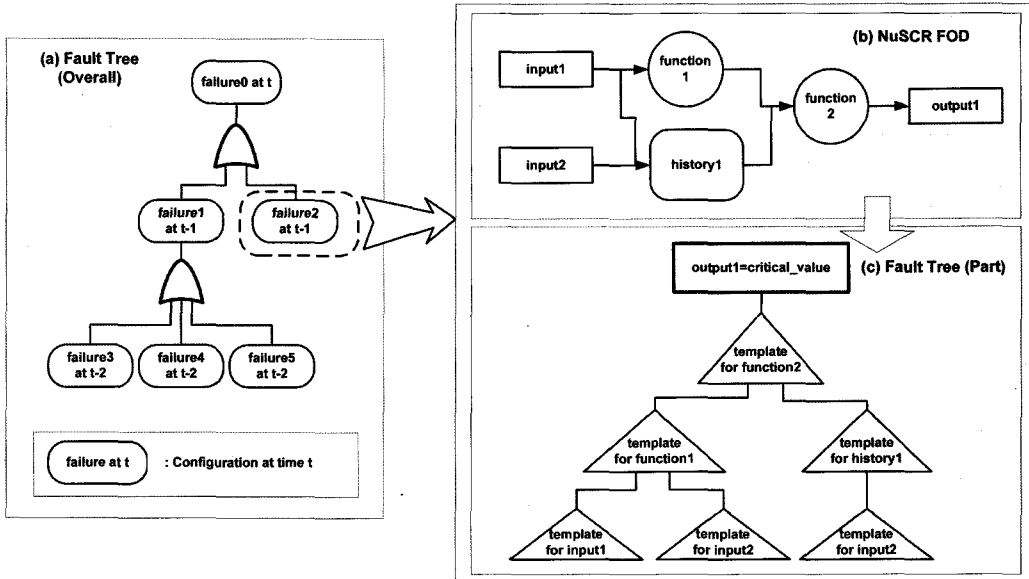 (a) Fault Tree
(Overall)
failure0 at t
failure1
at t-1
failure2
at t-1
failure3
at t-2
failure4
at t-2
failure5
at t-2
failure at t
: Configuration at time t
(b) NuSCR FOD
input1
function
1
function
2
output1
input2
history1
(c) Fault Tree (Part)
output1=critical_value
template
for function2
template
for function1
template
for history1
template
for input1
template
for input2
template
for input2